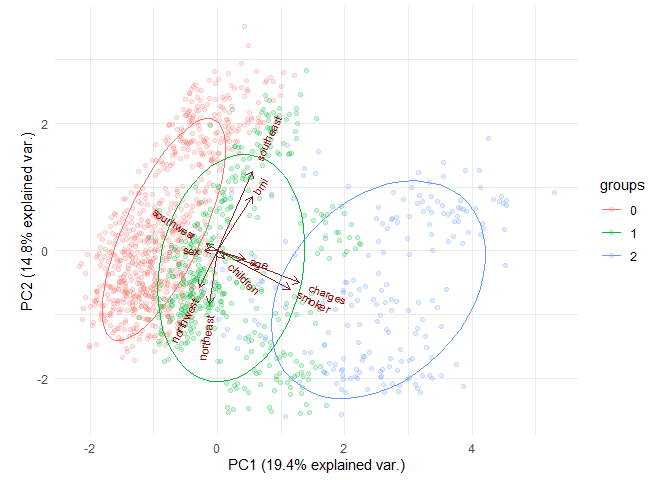 PC2 (14.8% explained var.)
2
0
-2
southeast
bmi
southwest
sex
age
children
charges
smoker
northwest
northeast
-2 0 2 4
PC1 (19.4% explained var.)
groups
0
1
2